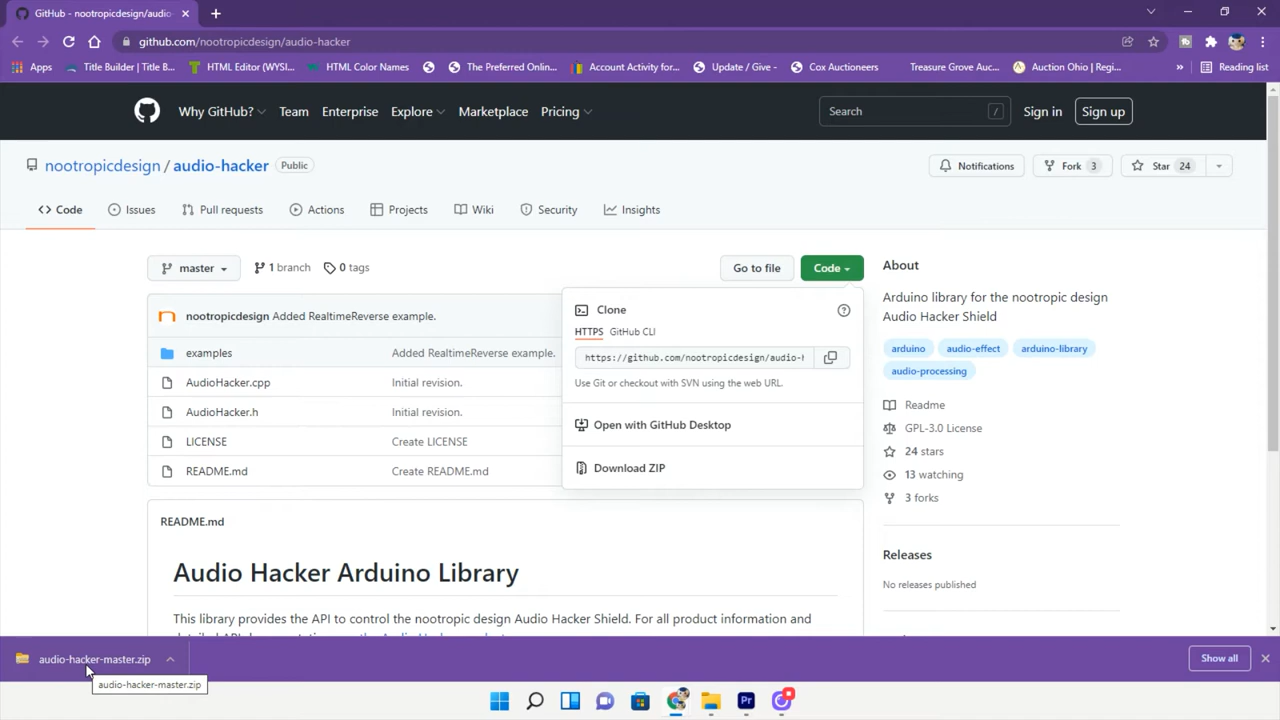 GitHub - nootropicdesign/audio-
github.com/nootropicdesign/audio-hacker
Apps
Title Builder | Title B...
HTML Editor (WYSI...
HTML Color Names
The Preferred Onlin...
Account Activity for...
Update / Give -
Cox Auctioneers
Treasure Grove Auc...
Auction Ohio | Regi...
»
Reading list
Why GitHub?
Team
Enterprise
Explore
Marketplace
Pricing
Search
/
Sign in
Sign up
nootropicdesign / audio-hacker
Public
Notifications
Fork 3
Star 24
Code
Issues
Pull requests
Actions
Projects
Wiki
Security
Insights
master
1 branch
0 tags
Go to file
Code
About
Arduino library for the nootropic design
Audio Hacker Shield
arduino
audio-effect
arduino-library
audio-processing
Readme
GPL-3.0 License
24 stars
13 watching
3 forks
Releases
No releases published
nootropicdesign Added RealtimeReverse example.
examples
Added RealtimeReverse example.
AudioHacker.cpp
Initial revision.
AudioHacker.h
Initial revision.
LICENSE
Create LICENSE
README.md
Create README.md
Clone
HTTPS
GitHub CLI
https://github.com/nootropicdesign/audio-h
Use Git or checkout with SVN using the web URL.
Open with GitHub Desktop
Download ZIP
README.md
Audio Hacker Arduino Library
This library provides the API to control the nootropic design Audio Hacker Shield. For all product information and
audio-hacker-master.zip
Show all
audio-hacker-master.zip
Pr